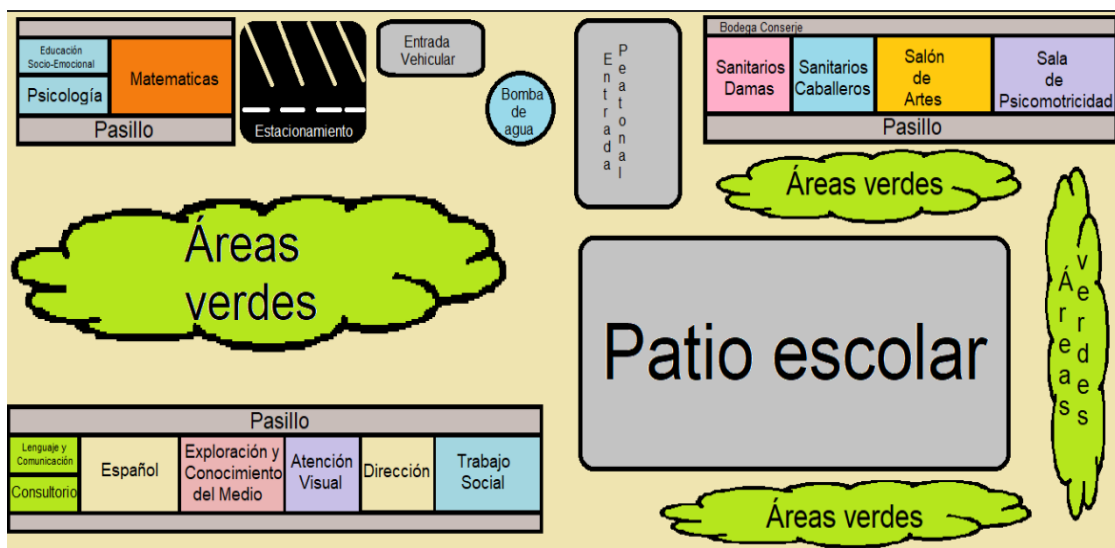 Educación
Socio-Emocional
Psicología
Matematicas
Pasillo
Estacionamiento
Entrada
Vehicular
Bomba
de
agua
Entrada
Peatonal
Bodega Conserje
Sanitarios
Damas
Sanitarios
Caballeros
Salón
de
Artes
Sala
de
Psicomotricidad
Pasillo
Áreas verdes
Áreas
verdes
Patio escolar
Áreas
verdes
Pasillo
Lenguaje y
Comunicación
Consultorio
Español
Exploración y
Conocimiento
del Medio
Atención
Visual
Dirección
Trabajo
Social
Áreas verdes